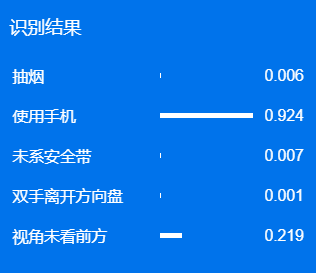 识别结果
抽烟 0.006
使用手机 0.924
未系安全带 0.007
双手离开方向盘 0.001
视角未看前方 0.219